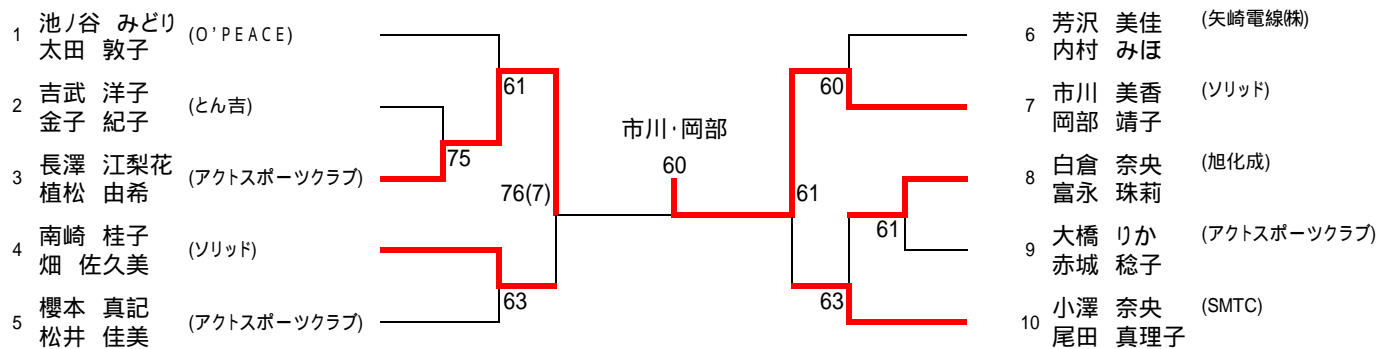 1 池ノ谷 みどり (O'PEACE)
太田 敦子
2 吉武 洋子 (とん吉)
金子 紀子
3 長澤 江梨花 (アクトスポーツクラブ)
植松 由希
4 南崎 桂子 (ソリッド)
畑 佐久美
5 櫻本 真記 (アクトスポーツクラブ)
松井 佳美
61
75
76(7)
63
市川・岡部
60
60
61
61
63
6 芳沢 美佳 (矢崎電線㈱)
内村 みほ
7 市川 美香 (ソリッド)
岡部 靖子
8 白倉 奈央 (旭化成)
富永 珠莉
9 大橋 りか (アクトスポーツクラブ)
赤城 稔子
10 小澤 奈央 (SMTC)
尾田 真理子